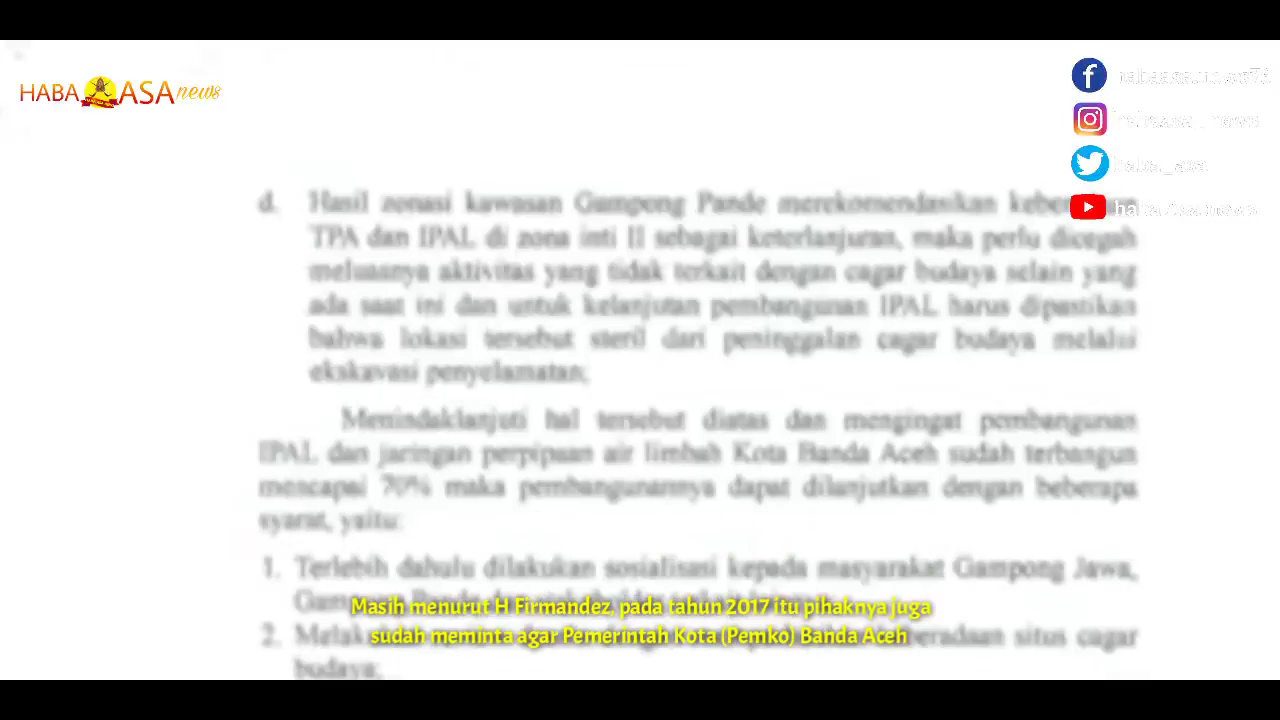 HABA ASA news
d. Hasil zonasi kawasan Gampong Pande merekomendasikan
TPA dan IPAL di zona inti II sebagai keterlanjuran, maka perlu dicegah
meluasnya aktivitas yang tidak terkait dengan cagar budaya selain yang
ada saat ini dan untuk kelanjutan pembangunan IPAL harus dipastikan
bahwa lokasi tersebut steril dari peninggalan cagar budaya melalui
ekskavasi penyelamatan;
Menindaklanjuti hal tersebut diatas dan mengingat pembangunan
IPAL dan jaringan perpipaan air limbah Kota Banda Aceh sudah terbangun
mencapai 70% maka pembangunannya dapat dilanjutkan dengan beberapa
syarat, yaitu:
1. Terlebih dahulu dilakukan sosialisasi kepada masyarakat Gampong Jawa,
Masih menurut H Firmandez, pada tahun 2017 itu pihaknya juga
sudah meminta agar Pemerintah Kota (Pemko) Banda Aceh
2. situs cagar
budaya;
haba_asa